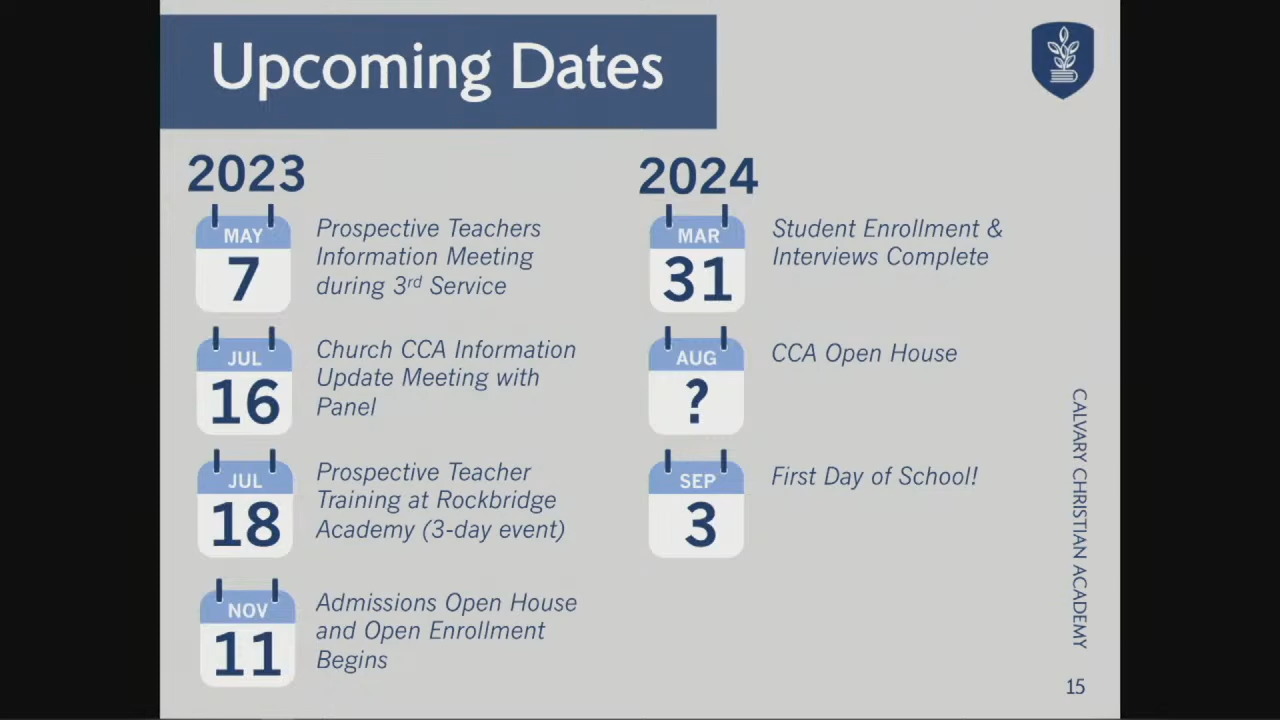 Upcoming Dates
2023
MAY
7
Prospective Teachers
Information Meeting
during 3rd Service
JUL
16
Church CCA Information
Update Meeting with
Panel
JUL
18
Prospective Teacher
Training at Rockbridge
Academy (3-day event)
NOV
11
Admissions Open House
and Open Enrollment
Begins
2024
MAR
31
Student Enrollment &
Interviews Complete
AUG
?
CCA Open House
SEP
3
First Day of School!
CALVARY CHRISTIAN ACADEMY
15